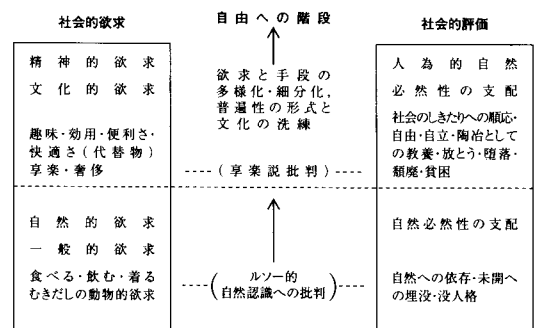 社会的欲求
精神的欲求
文化的欲求
趣味・効用・便利さ・
快適さ(代替物)
享楽・奢侈
自然的欲求
一般的欲求
食べる・飲む・着る
むきだしの動物的欲求
自由への階段
欲求と手段の
多様化・細分化,
普遍性の形式と
文化の洗練
(享楽説批判)
ルソー的
自然認識への批判
社会的評価
人為的自然
必然性の支配
社会のしきたりへの順応・
自由・自立・陶冶として
の教養・放とう・堕落・
頽廃・貧困
自然必然性の支配
自然への依存・未開へ
の埋没・没人格